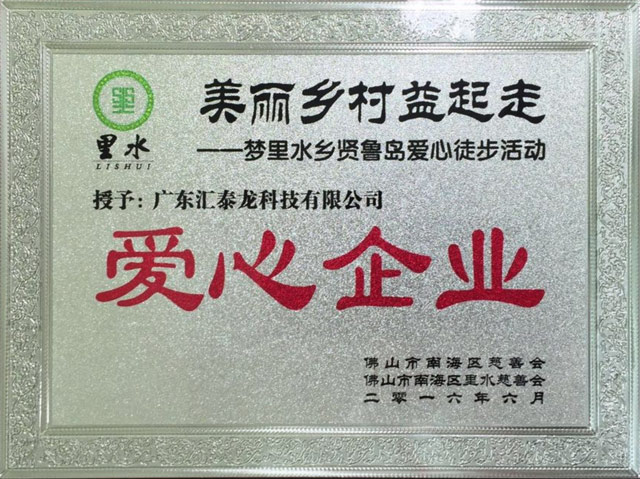 里水
LISHUI
美丽乡村益起走
——梦里水乡贤鲁岛爱心徒步活动
授予：广东汇泰龙科技有限公司
爱心企业
佛山市南海区慈善会
佛山市南海区里水慈善会
二零一六年六月